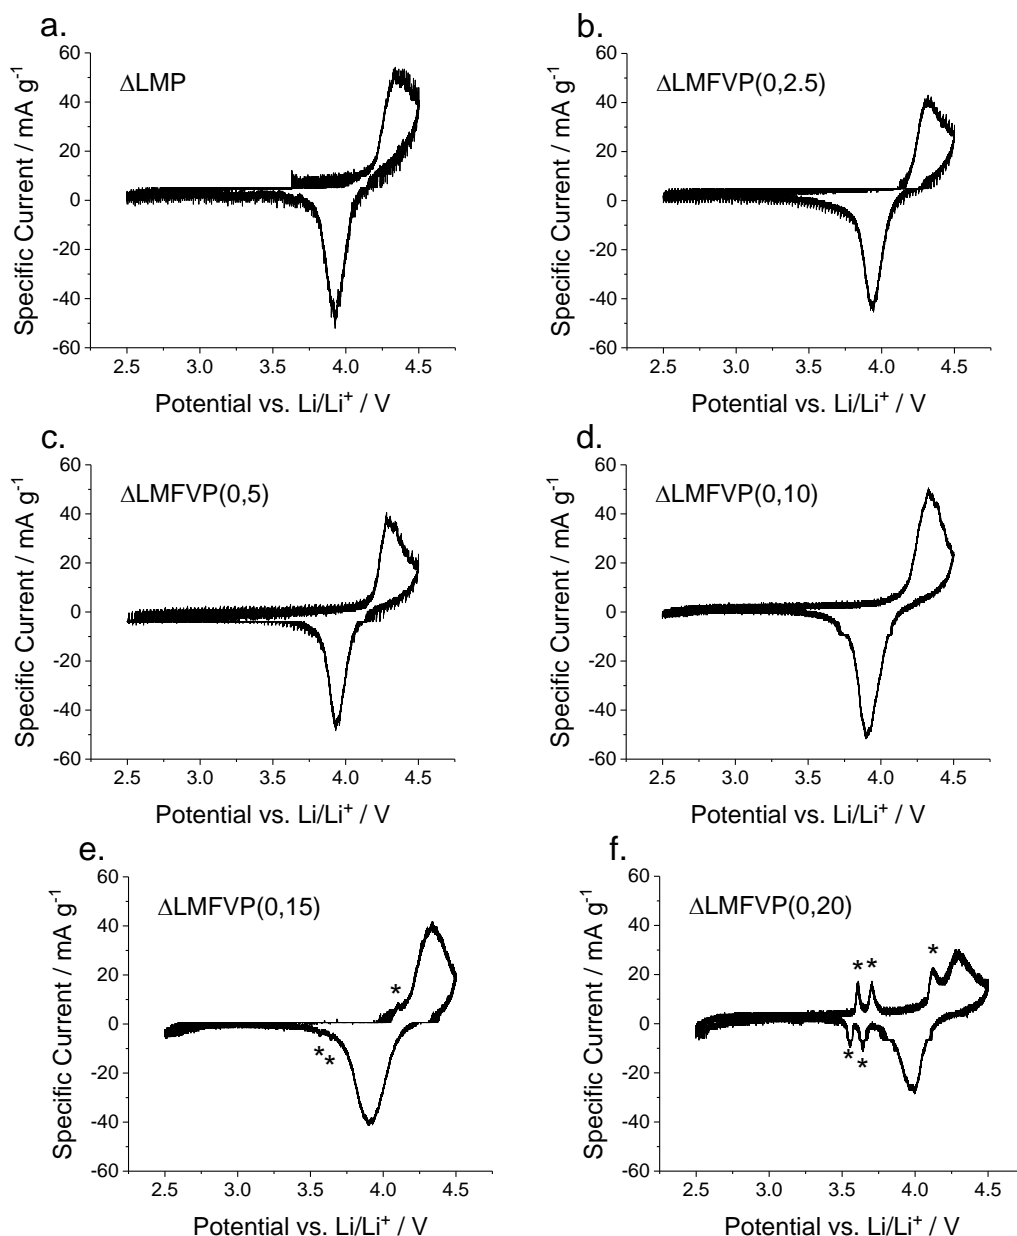 a.
60
40
20
0
-20
-40
-60
2.5 3.0 3.5 4.0 4.5
Specific Current / mA g⁻¹
Potential vs. Li/Li⁺ / V
ΔLMP
b.
60
40
20
0
-20
-40
-60
2.5 3.0 3.5 4.0 4.5
Specific Current / mA g⁻¹
Potential vs. Li/Li⁺ / V
ΔLMFVP(0,2.5)
c.
60
40
20
0
-20
-40
-60
2.5 3.0 3.5 4.0 4.5
Specific Current / mA g⁻¹
Potential vs. Li/Li⁺ / V
ΔLMFVP(0,5)
d.
60
40
20
0
-20
-40
-60
2.5 3.0 3.5 4.0 4.5
Specific Current / mA g⁻¹
Potential vs. Li/Li⁺ / V
ΔLMFVP(0,10)
e.
60
40
20
0
-20
-40
-60
2.5 3.0 3.5 4.0 4.5
Specific Current / mA g⁻¹
Potential vs. Li/Li⁺ / V
ΔLMFVP(0,15)
*
*
*
f.
60
40
20
0
-20
-40
-60
2.5 3.0 3.5 4.0 4.5
Specific Current / mA g⁻¹
Potential vs. Li/Li⁺ / V
ΔLMFVP(0,20)
* * *
* *